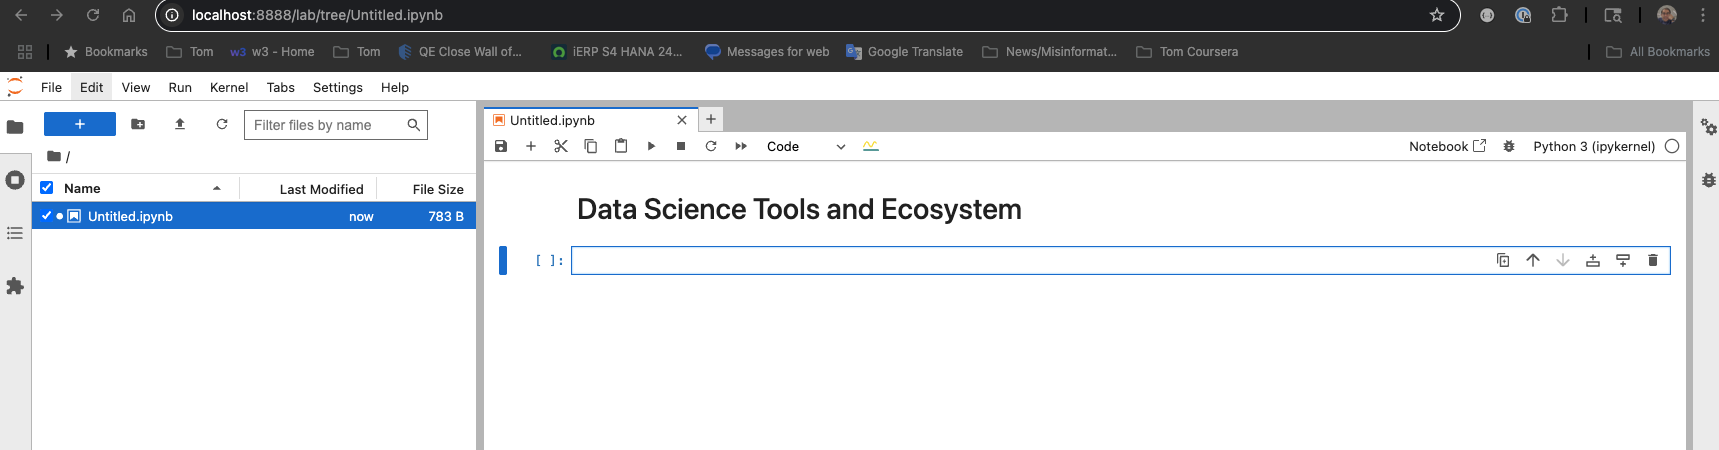 localhost:8888/lab/tree/Untitled.ipynb
Bookmarks Tom w3 w3 - Home Tom QE Close Wall of... iERP S4 HANA 24... Messages for web Google Translate News/Misinformat... Tom Coursera All Bookmarks
File Edit View Run Kernel Tabs Settings Help
+ Filter files by name
/
Name Last Modified File Size
Untitled.ipynb now 783 B
Untitled.ipynb
Code Notebook Python 3 (ipykernel)
Data Science Tools and Ecosystem
[ ]: